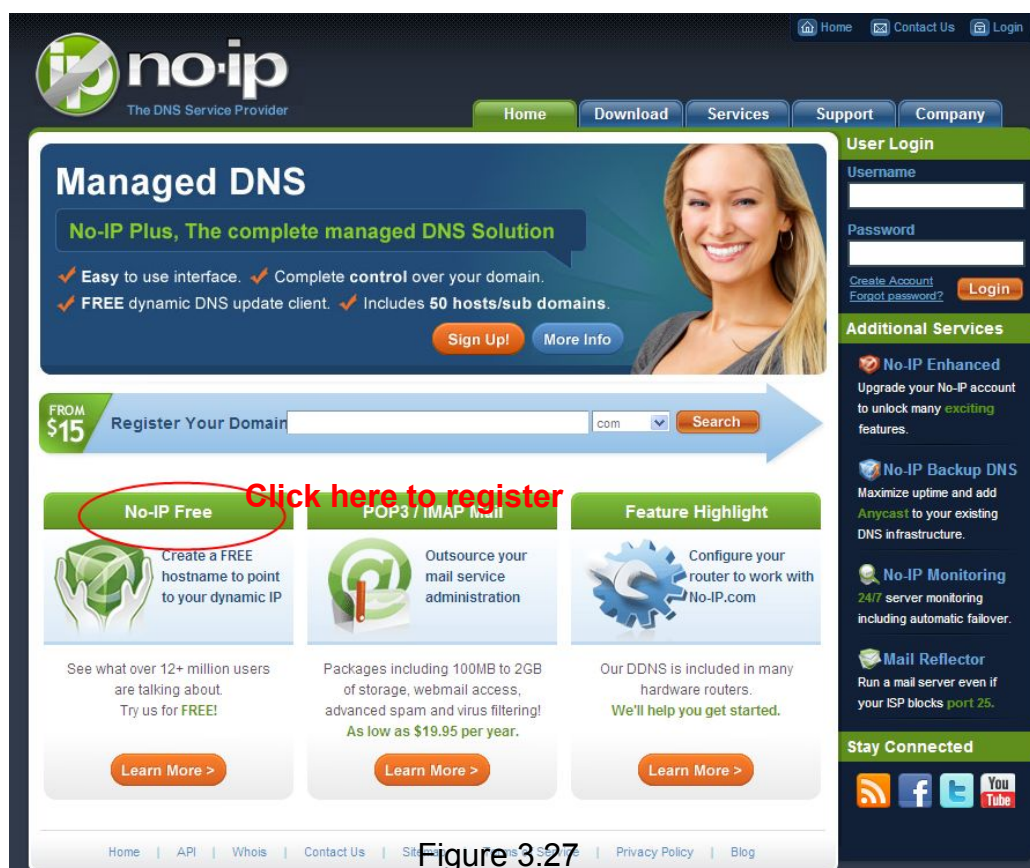 Home Contact Us Login
ip no·ip
The DNS Service Provider
Home Download Services Support Company
Managed DNS
No-IP Plus, The complete managed DNS Solution
Easy to use interface. Complete control over your domain.
FREE dynamic DNS update client. Includes 50 hosts/sub domains.
Sign Up! More Info
User Login
Username
Password
Create Account
Forgot password?
Login
FROM
$15
Register Your Domain
com
Search
Click here to register
No-IP Free
Create a FREE
hostname to point
to your dynamic IP
See what over 12+ million users
are talking about.
Try us for FREE!
Learn More >
POP3 / IMAP Mail
Outsource your
mail service
administration
Packages including 100MB to 2GB
of storage, webmail access,
advanced spam and virus filtering!
As low as $19.95 per year.
Learn More >
Feature Highlight
Configure your
router to work with
No-IP.com
Our DDNS is included in many
hardware routers.
We'll help you get started.
Learn More >
Additional Services
No-IP Enhanced
Upgrade your No-IP account
to unlock many exciting
features.
No-IP Backup DNS
Maximize uptime and add
Anycast to your existing
DNS infrastructure.
No-IP Monitoring
24/7 server monitoring
including automatic failover.
Mail Reflector
Run a mail server even if
your ISP blocks port 25.
Stay Connected
f t You
Tube
Home | API | Whois | Contact Us | Sitemap | Terms of Service | Privacy Policy | Blog
Figure 3.27